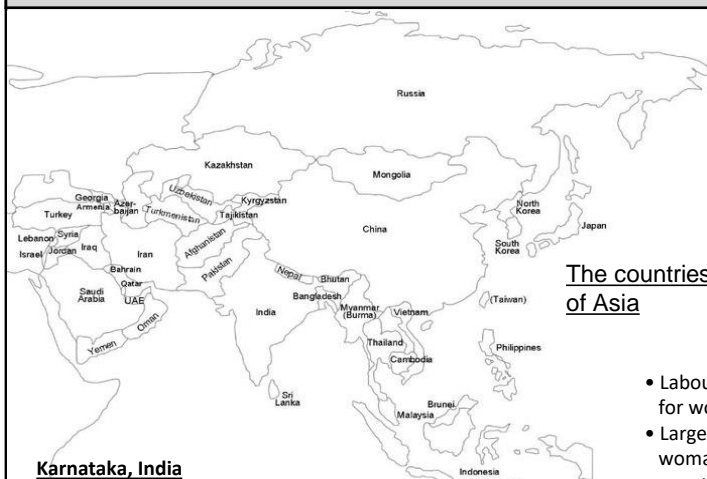 Russia
Kazakhstan
Mongolia
Uzbekistan
Kyrgyzstan
Georgia
Armenia
Azer-
baijan
Turkmenistan
Tajikistan
Turkey
North
Korea
Japan
China
South
Korea
Lebanon
Syria
Israel
Jordan
Iraq
Iran
Afghanistan
Pakistan
Bahrain
Qatar
UAE
Saudi
Arabia
Oman
Yemen
Nepal
Bhutan
Bangladesh
India
Myanmar
(Burma)
Vietnam
(Taiwan)
Thailand
Cambodia
Philippines
Sri
Lanka
Brunei
Malaysia
Indonesia
The countries
of Asia
• Labou
for wo
• Large
woma
Karnataka, India